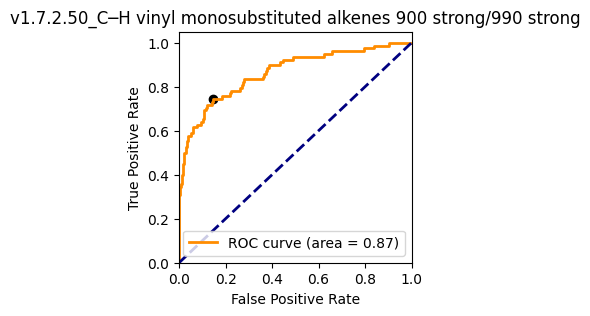 v1.7.2.50_C─H vinyl monosubstituted alkenes 900 strong/990 strong
1.0
0.8
0.6
0.4
0.2
0.0
True Positive Rate
ROC curve (area = 0.87)
0.0 0.2 0.4 0.6 0.8 1.0
False Positive Rate